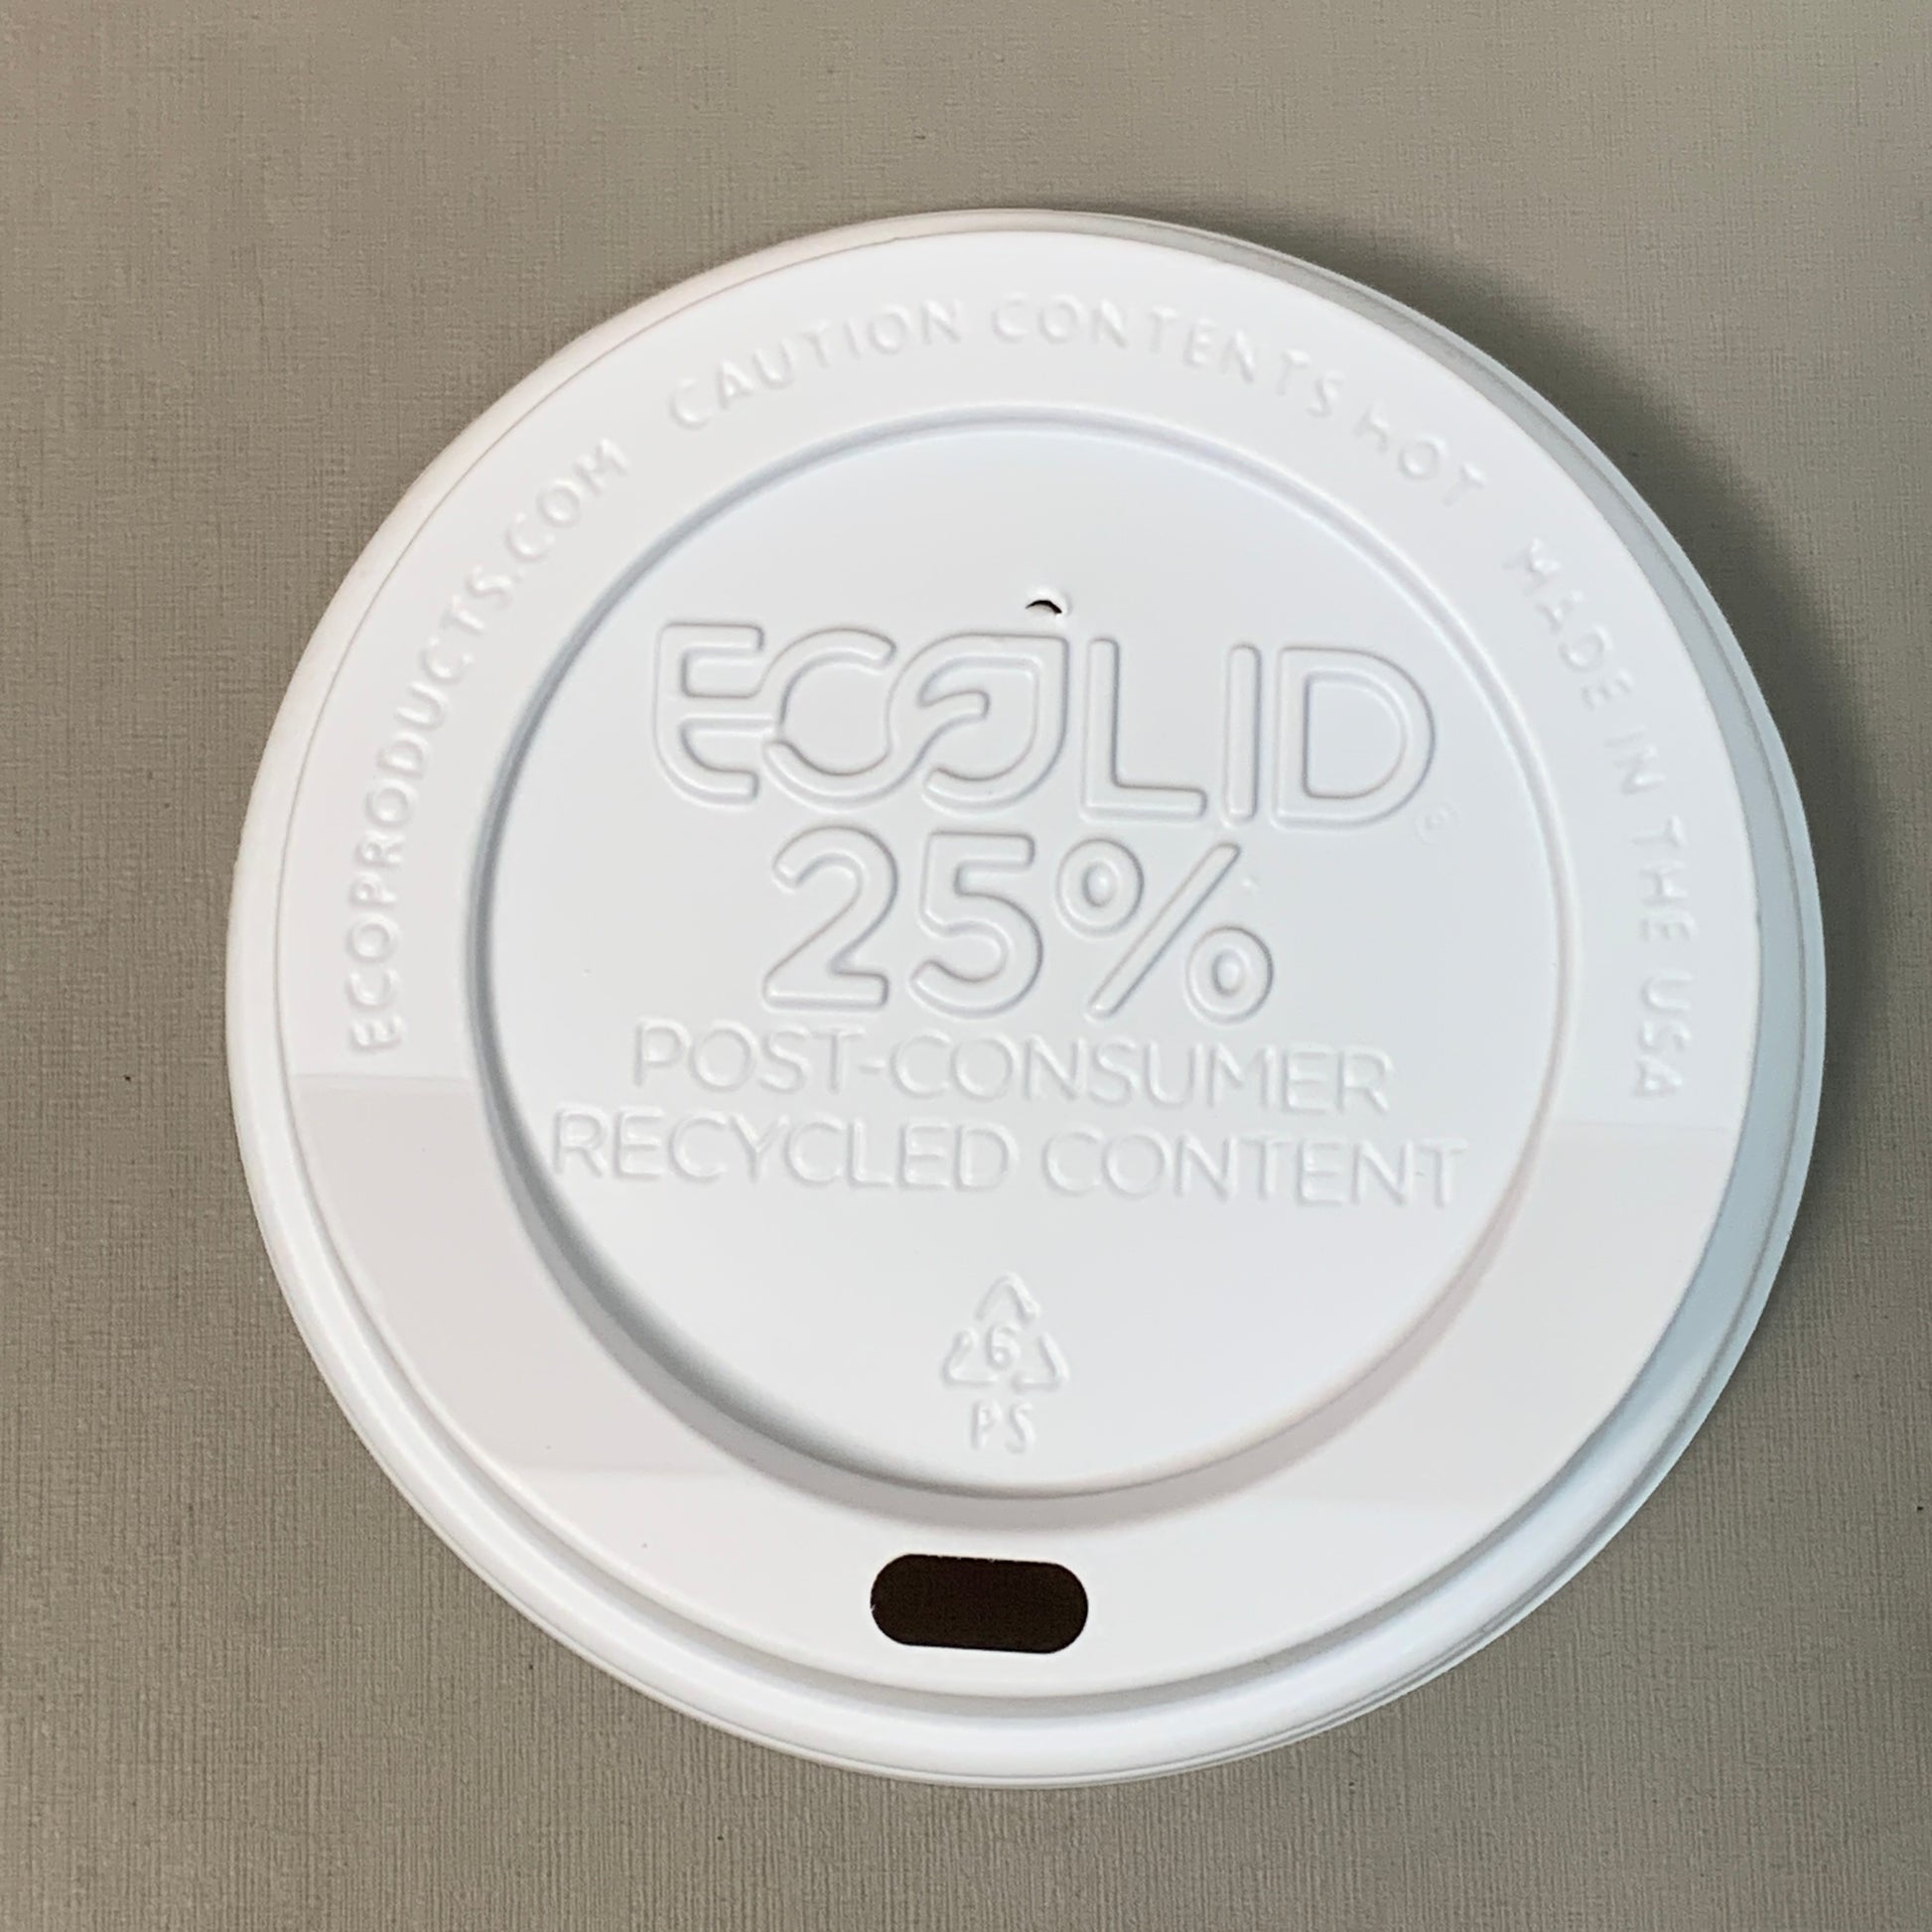 ECOPRODUCTS.COM CAUTION CONTENTS HOT MADE IN THE USA
ECOLID
25%
POST-CONSUMER
RECYCLED CONTENT
6
PS